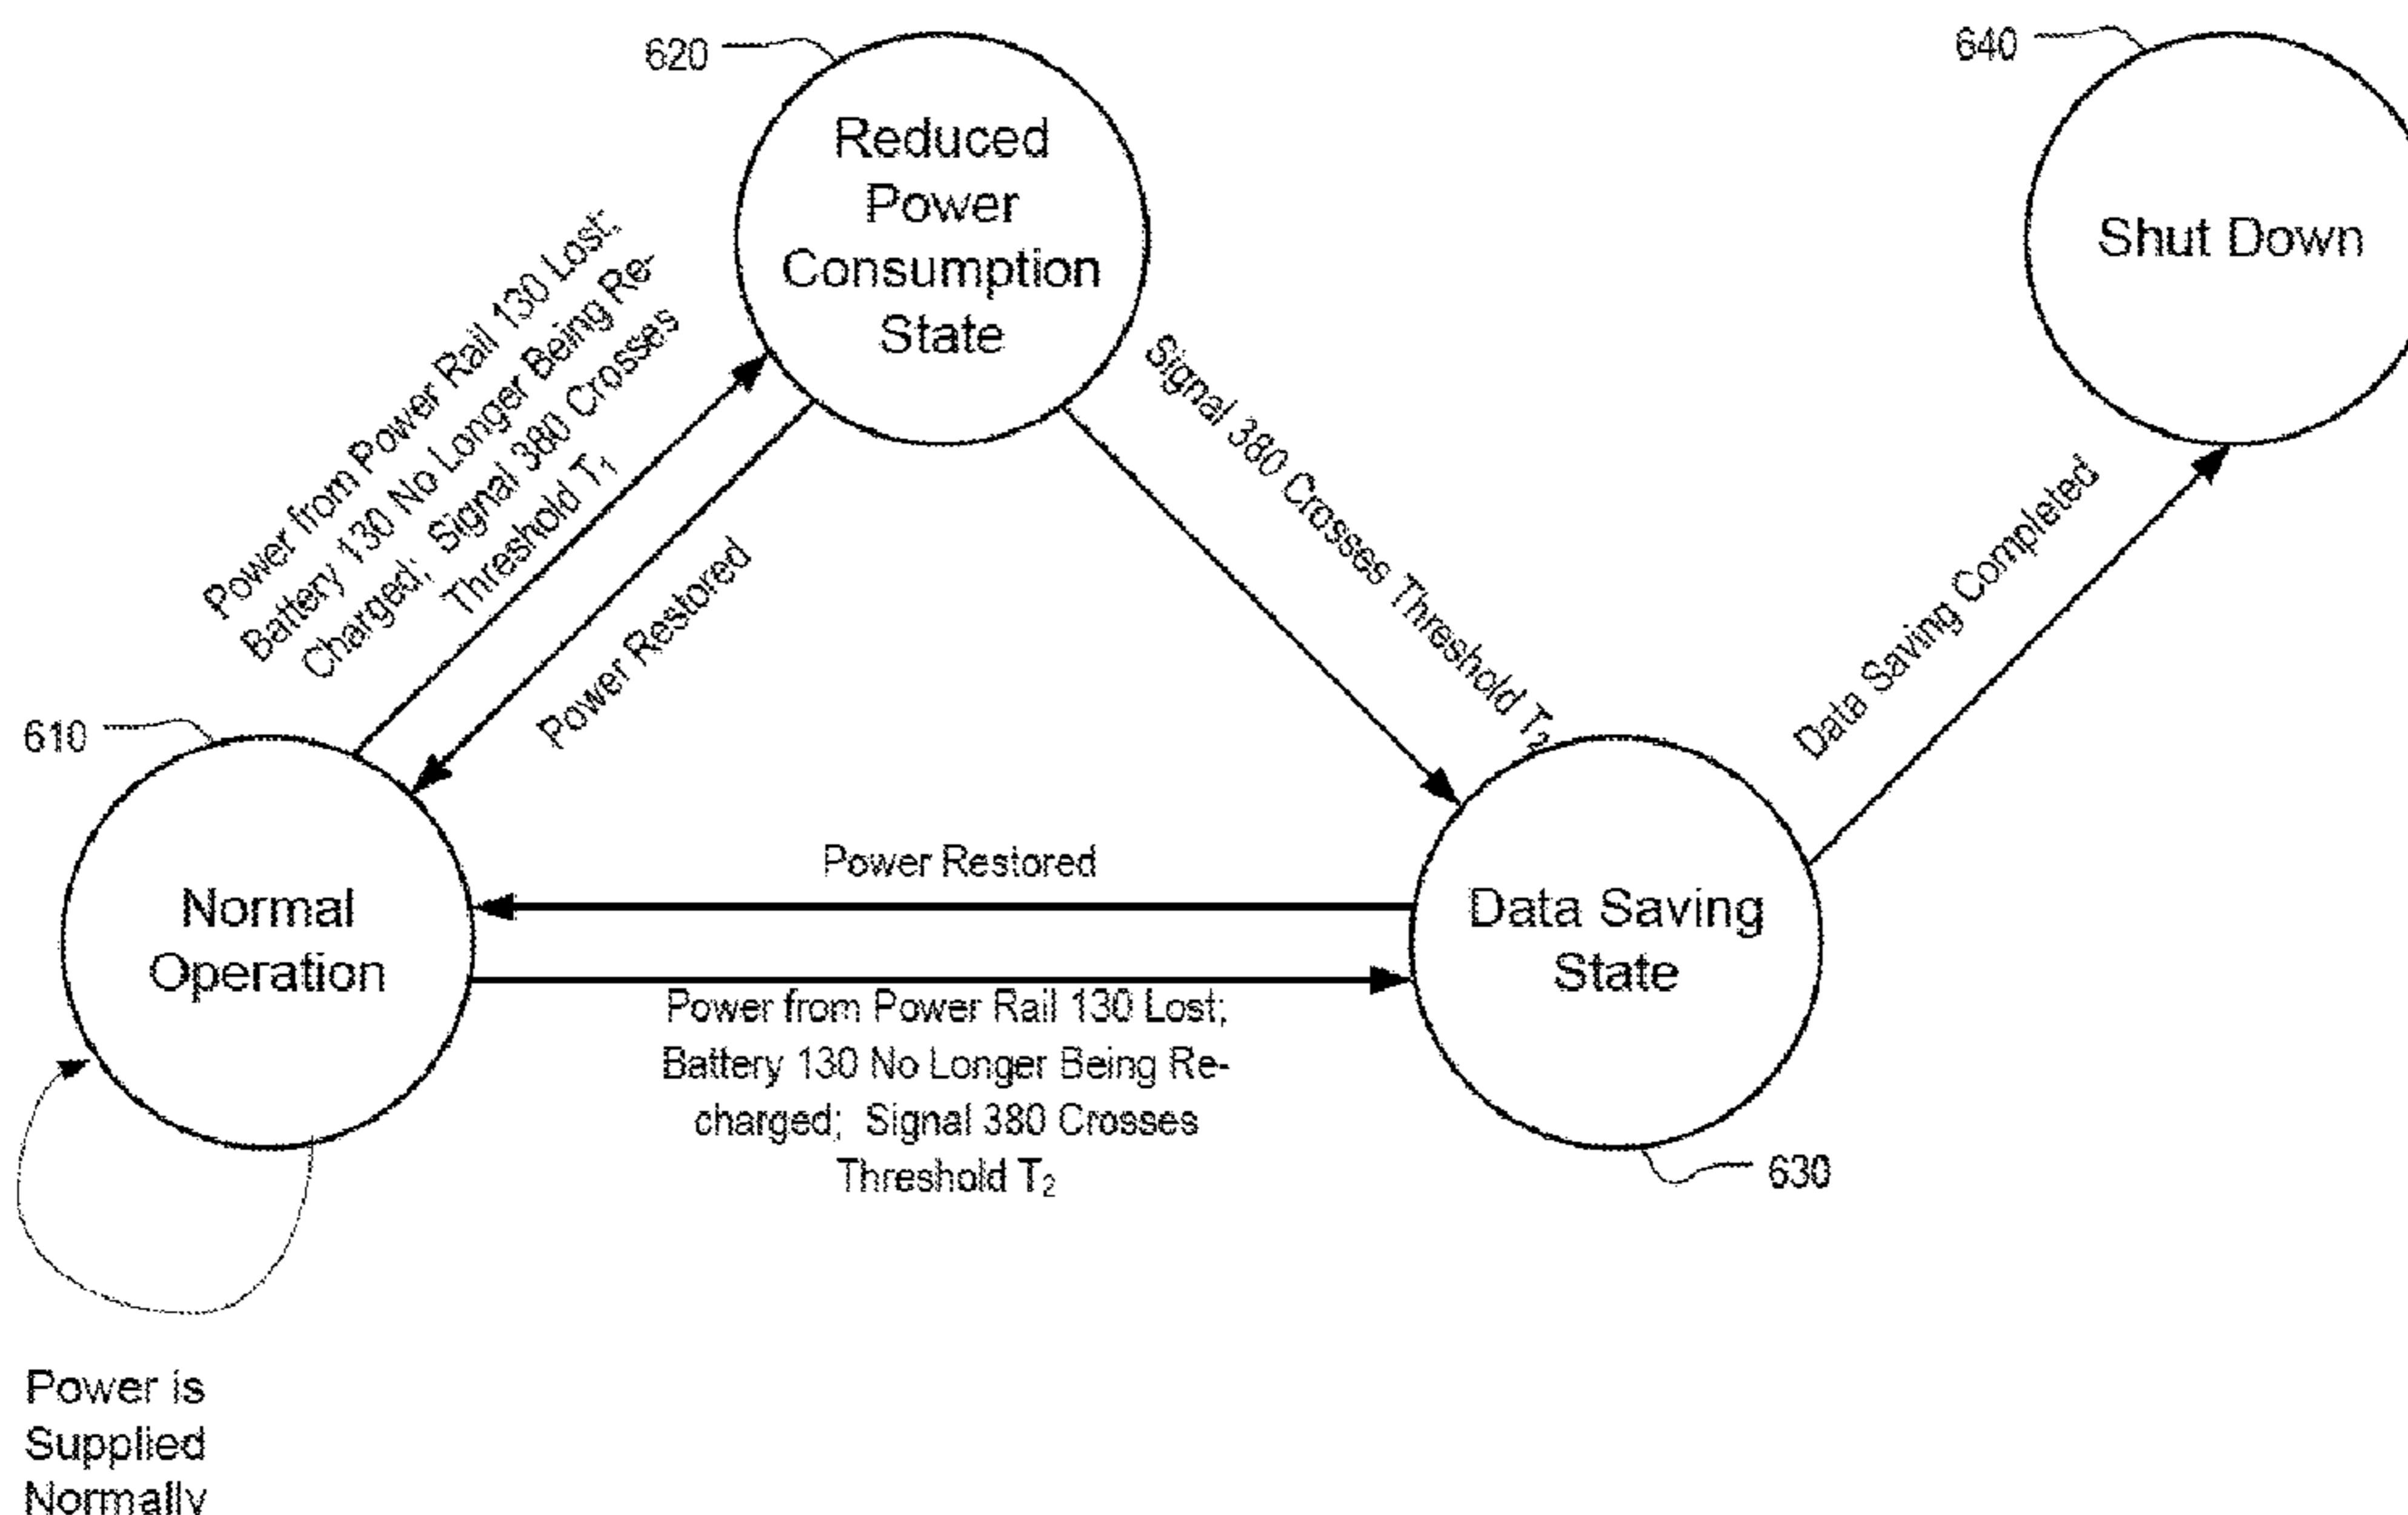 620
Reduced
Power
Consumption
State
640
Shut Down
Power from Power Rail 130 Lost;
Battery 130 No Longer Being Re-
Charged; Signal 380 Crosses
Threshold T₁
Power Restored
Signal 380 Crosses Threshold T₂
Data Saving Completed
610
Normal
Operation
Power Restored
Data Saving
State
Power from Power Rail 130 Lost;
Battery 130 No Longer Being Re-
charged; Signal 380 Crosses
Threshold T₂
630
Power is
Supplied
Normally